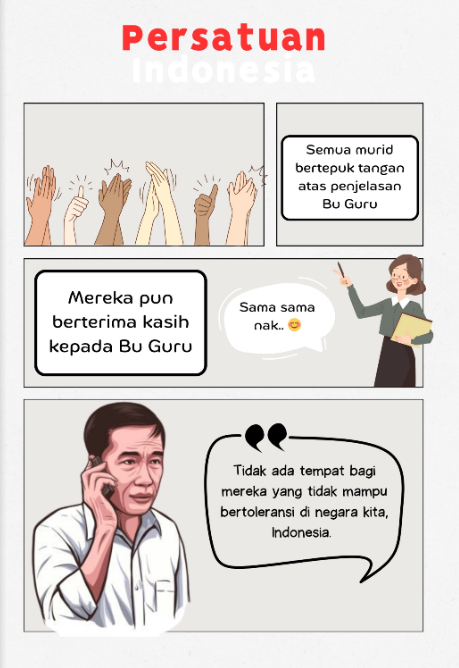 Persatuan
Indonesia
Semua murid
bertepuk tangan
atas penjelasan
Bu Guru
Mereka pun
berterima kasih
kepada Bu Guru
Sama sama
nak.. 😊
Tidak ada tempat bagi
mereka yang tidak mampu
bertoleransi di negara kita,
Indonesia.